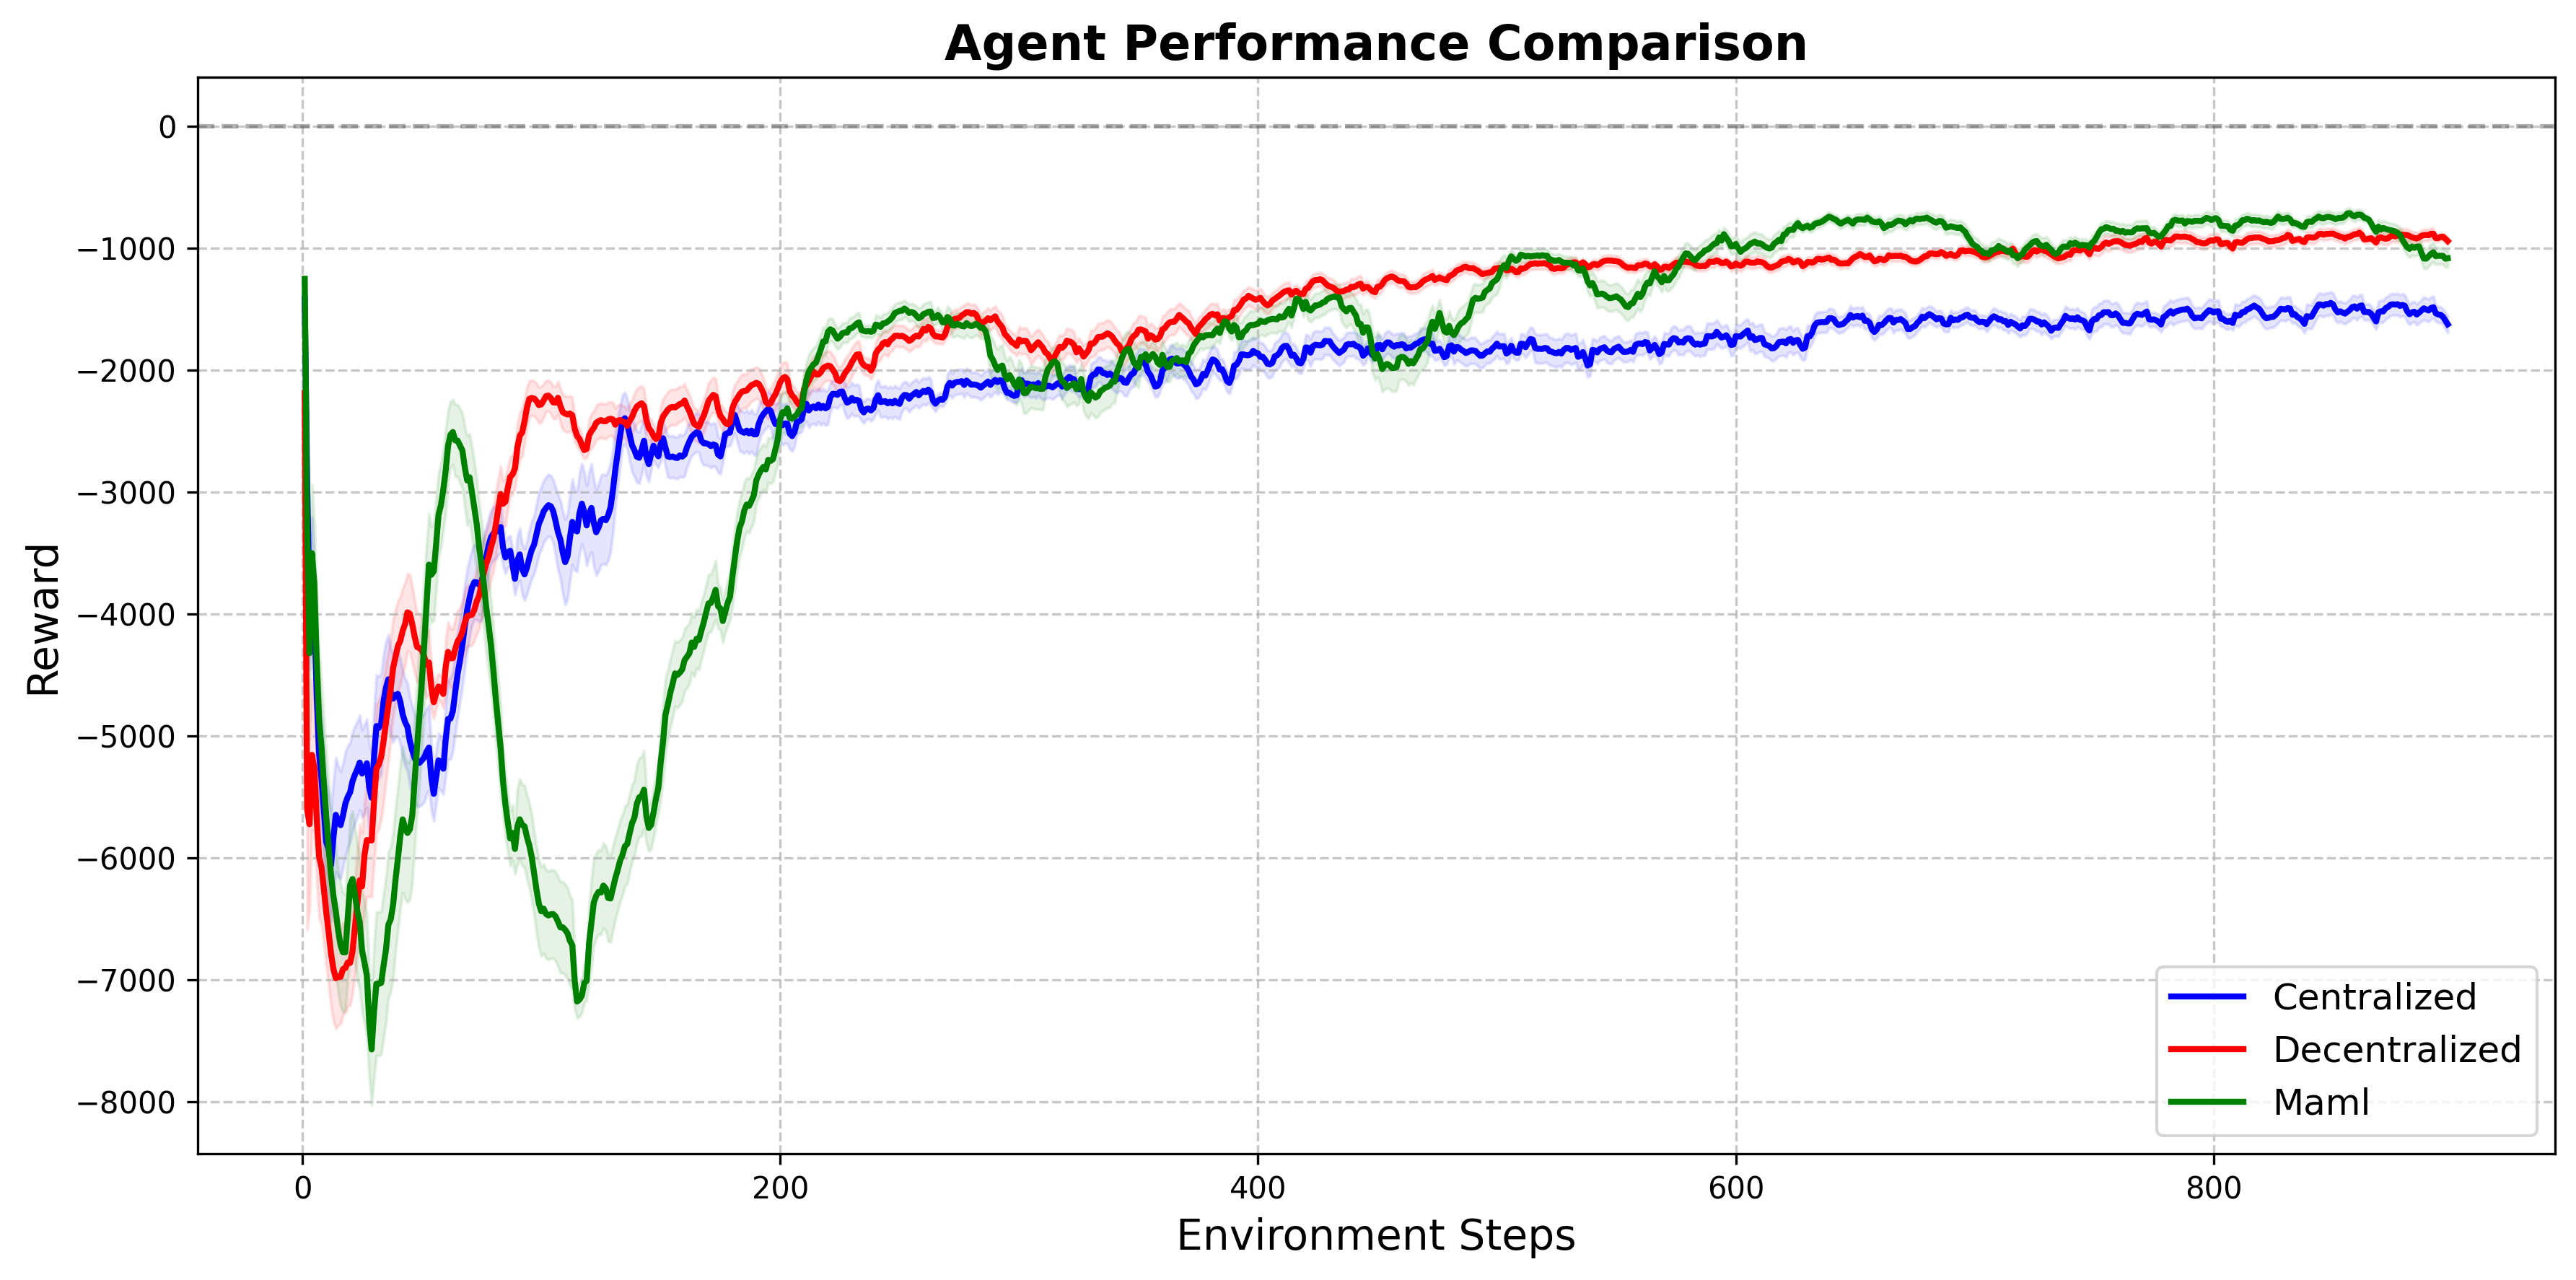 Agent Performance Comparison
Reward
0
−1000
−2000
−3000
−4000
−5000
−6000
−7000
−8000
0 200 400 600 800
Environment Steps
Centralized
Decentralized
Maml